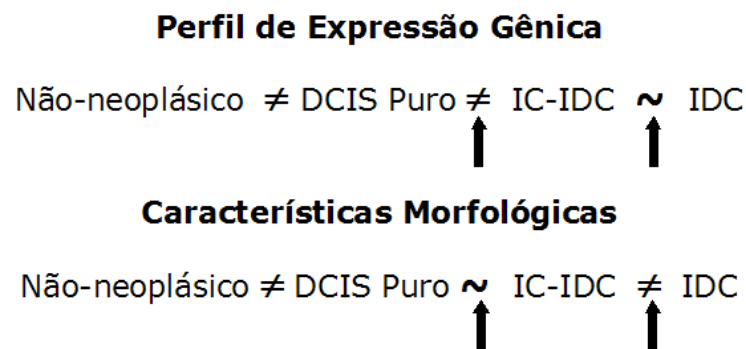 Perfil de Expressão Gênica
Não-neoplásico ≠ DCIS Puro ≠ IC-IDC ~ IDC
Características Morfológicas
Não-neoplásico ≠ DCIS Puro ~ IC-IDC ≠ IDC